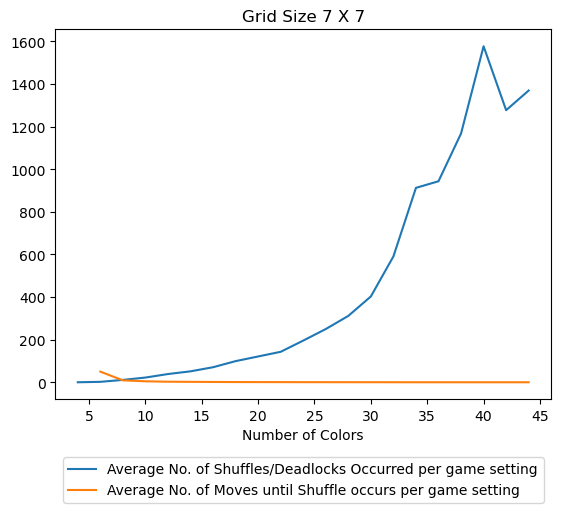 Grid Size 7 X 7
1600
1400
1200
1000
800
600
400
200
0
5 10 15 20 25 30 35 40 45
Number of Colors
Average No. of Shuffles/Deadlocks Occurred per game setting
Average No. of Moves until Shuffle occurs per game setting